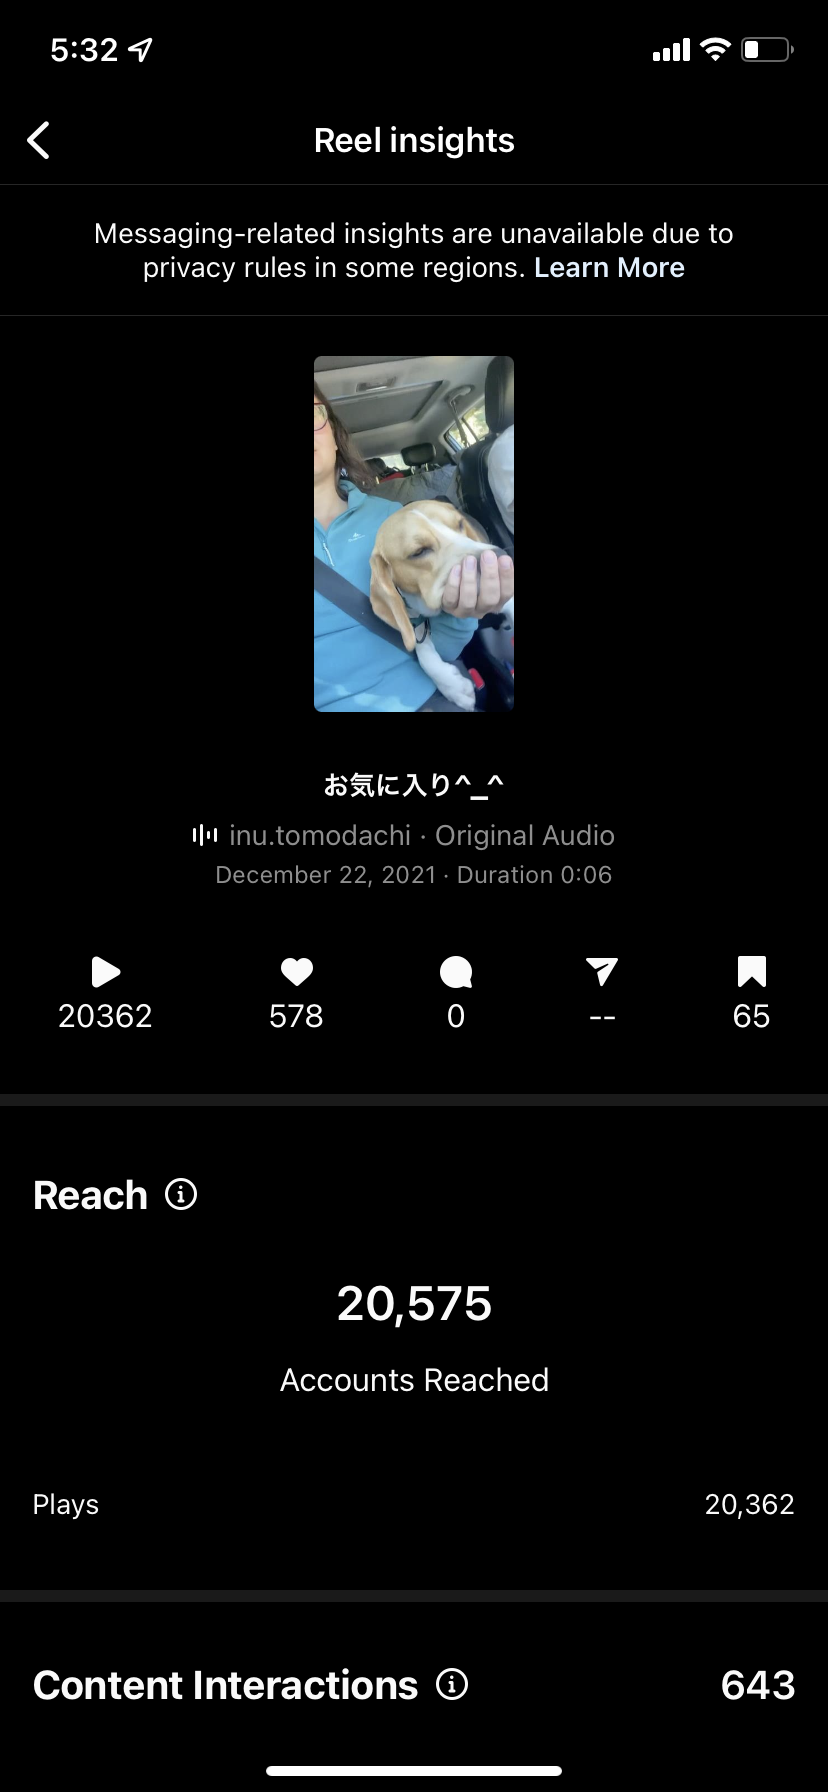 5:32
Reel insights
Messaging-related insights are unavailable due to
privacy rules in some regions. Learn More
お気に入り^_^
inu.tomodachi · Original Audio
December 22, 2021 · Duration 0:06
20362 578 0 -- 65
Reach
20,575
Accounts Reached
Plays 20,362
Content Interactions 643